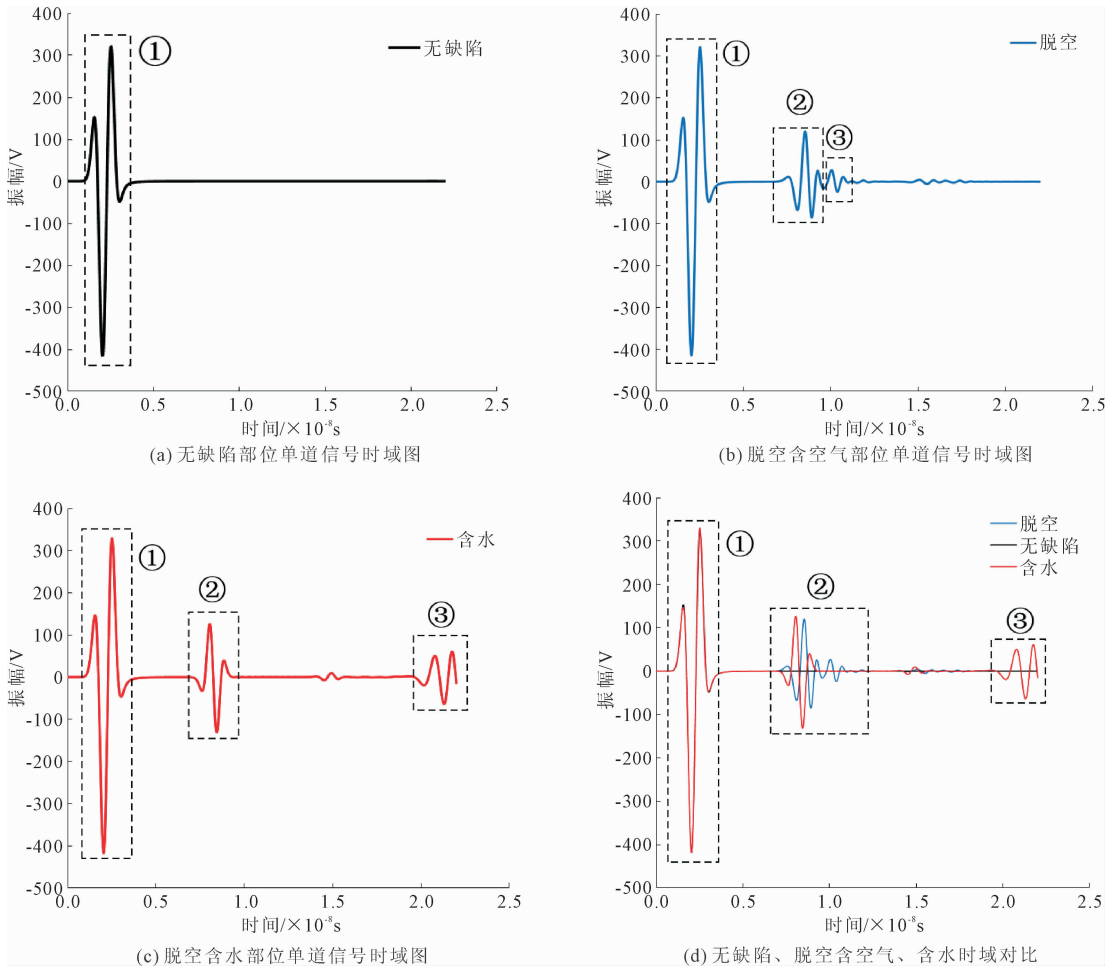 400
300
200
100
0
-100
-200
-300
-400
-500
振幅/V
①
无缺陷
0.0 0.5 1.0 1.5 2.0 2.5
时间/×10⁻⁸s
(a)无缺陷部位单道信号时域图
400
300
200
100
0
-100
-200
-300
-400
-500
振幅/V
①
②
③
脱空
0.0 0.5 1.0 1.5 2.0 2.5
时间/×10⁻⁸s
(b)脱空含空气部位单道信号时域图
400
300
200
100
0
-100
-200
-300
-400
-500
振幅/V
①
②
③
含水
0.0 0.5 1.0 1.5 2.0 2.5
时间/×10⁻⁸s
(c)脱空含水部位单道信号时域图
400
300
200
100
0
-100
-200
-300
-400
-500
振幅/V
①
②
③
脱空
无缺陷
含水
0.0 0.5 1.0 1.5 2.0 2.5
时间/×10⁻⁸s
(d)无缺陷、脱空含空气、含水时域对比